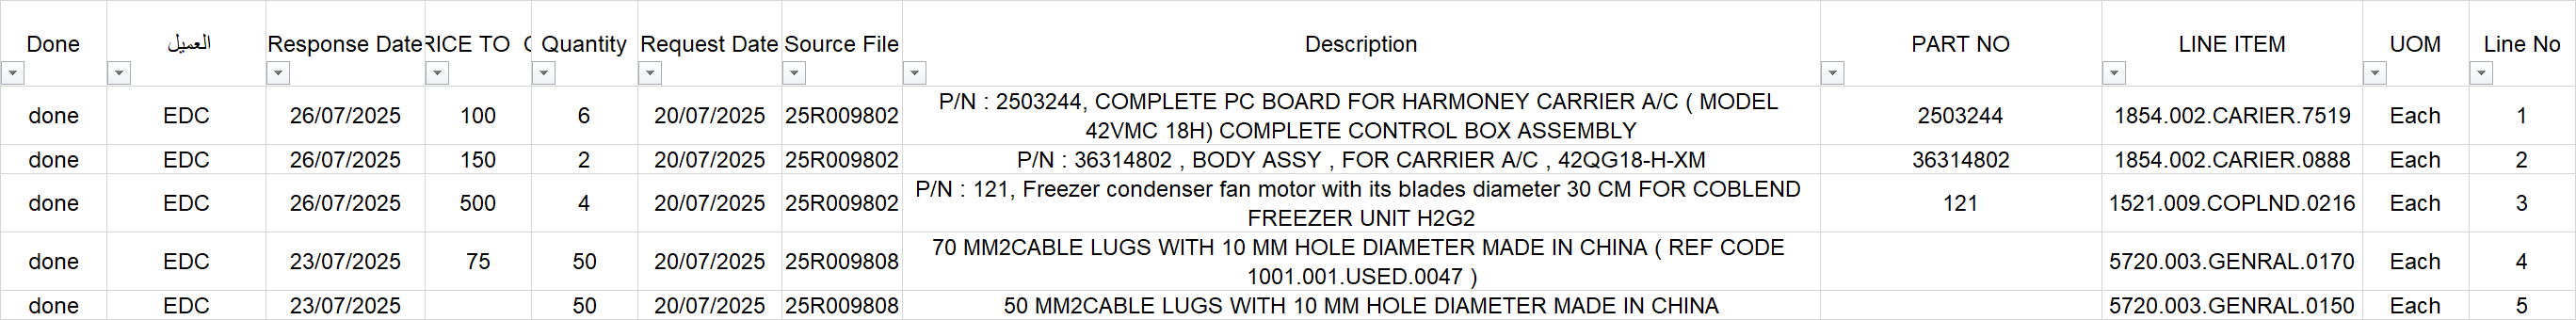 Done العميل Response Date RICE TO Quantity Request Date Source File Description PART NO LINE ITEM UOM Line No
done EDC 26/07/2025 100 6 20/07/2025 25R009802 P/N : 2503244, COMPLETE PC BOARD FOR HARMONEY CARRIER A/C ( MODEL
42VMC 18H) COMPLETE CONTROL BOX ASSEMBLY 2503244 1854.002.CARIER.7519 Each 1
done EDC 26/07/2025 150 2 20/07/2025 25R009802 P/N : 36314802 , BODY ASSY , FOR CARRIER A/C , 42QG18-H-XM 36314802 1854.002.CARIER.0888 Each 2
done EDC 26/07/2025 500 4 20/07/2025 25R009802 P/N : 121, Freezer condenser fan motor with its blades diameter 30 CM FOR COBLEND
FREEZER UNIT H2G2 121 1521.009.COPLND.0216 Each 3
done EDC 23/07/2025 75 50 20/07/2025 25R009808 70 MM2CABLE LUGS WITH 10 MM HOLE DIAMETER MADE IN CHINA ( REF CODE
1001.001.USED.0047 ) 5720.003.GENRAL.0170 Each 4
done EDC 23/07/2025 50 20/07/2025 25R009808 50 MM2CABLE LUGS WITH 10 MM HOLE DIAMETER MADE IN CHINA 5720.003.GENRAL.0150 Each 5